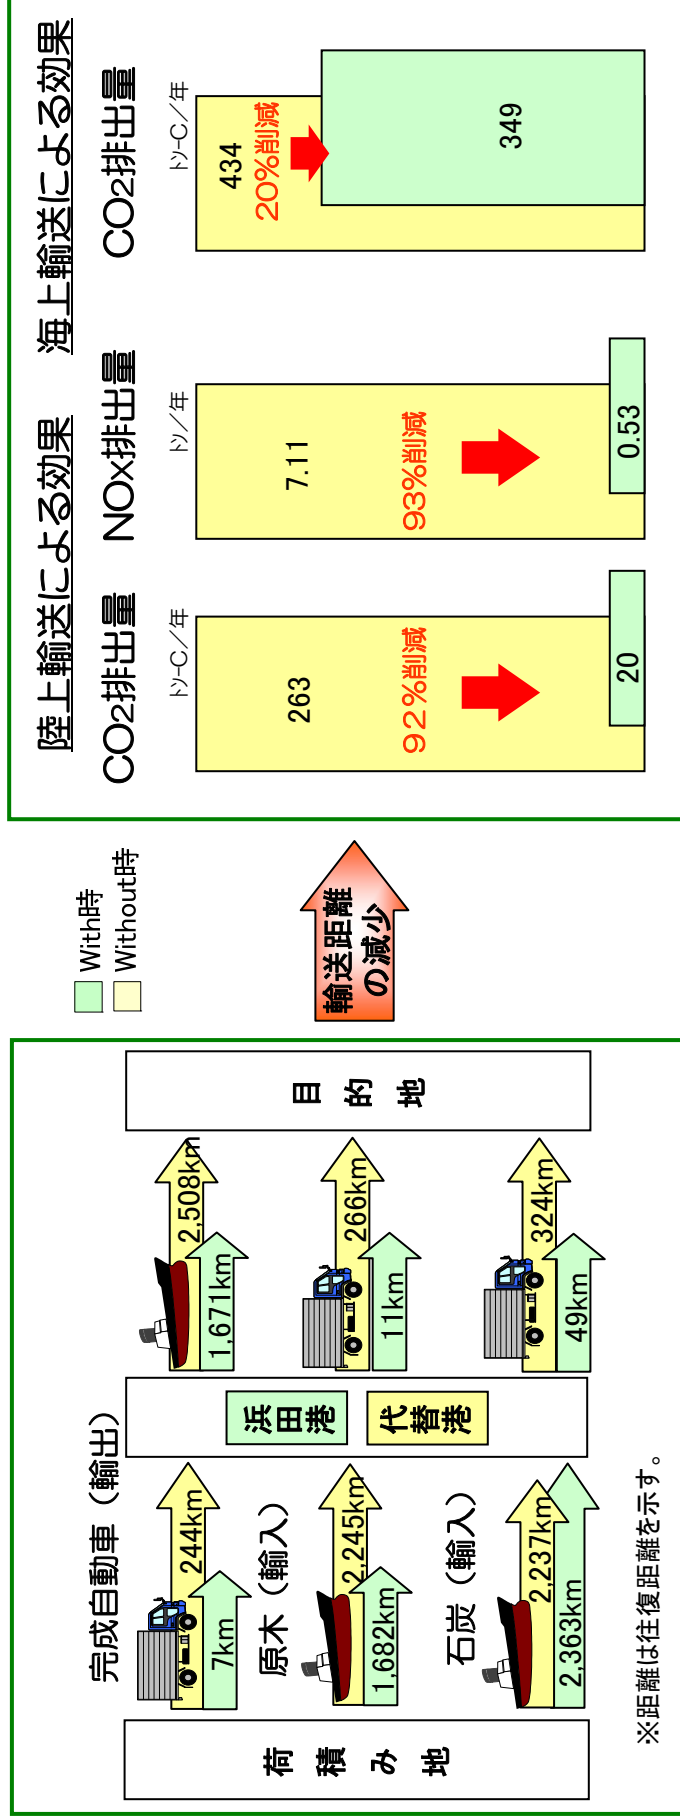 完成自動車（輸出）
荷積み地
244km
7km
2,508km
1,671km
原木（輸入）
2,245km
1,682km
浜田港
代替港
266km
11km
石炭（輸入）
2,237km
2,363km
324km
49km
目的地
※距離は往復距離を示す。
With時
Without時
輸送距離
の減少
陸上輸送による効果
海上輸送による効果
CO2排出量
NOx排出量
CO2排出量
ﾄﾝ-C／年
ﾄﾝ／年
ﾄﾝ-C／年
263
92%削減
20
7.11
93%削減
0.53
434
20%削減
349